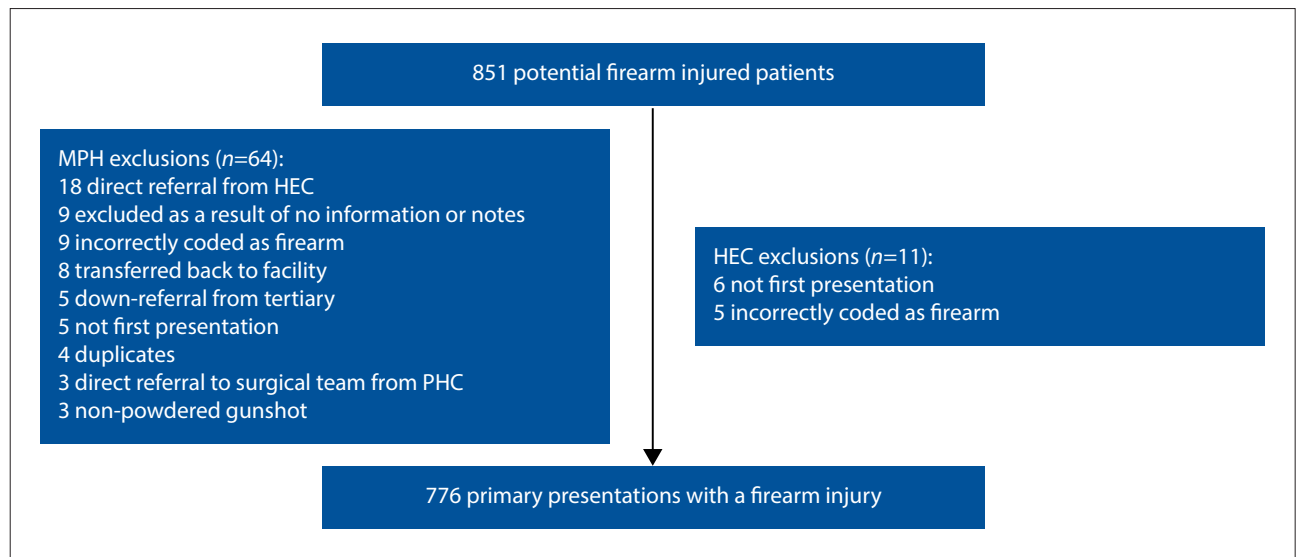 851 potential firearm injured patients
MPH exclusions (n=64):
18 direct referral from HEC
9 excluded as a result of no information or notes
9 incorrectly coded as firearm
8 transferred back to facility
5 down-referral from tertiary
5 not first presentation
4 duplicates
3 direct referral to surgical team from PHC
3 non-powdered gunshot
HEC exclusions (n=11):
6 not first presentation
5 incorrectly coded as firearm
776 primary presentations with a firearm injury